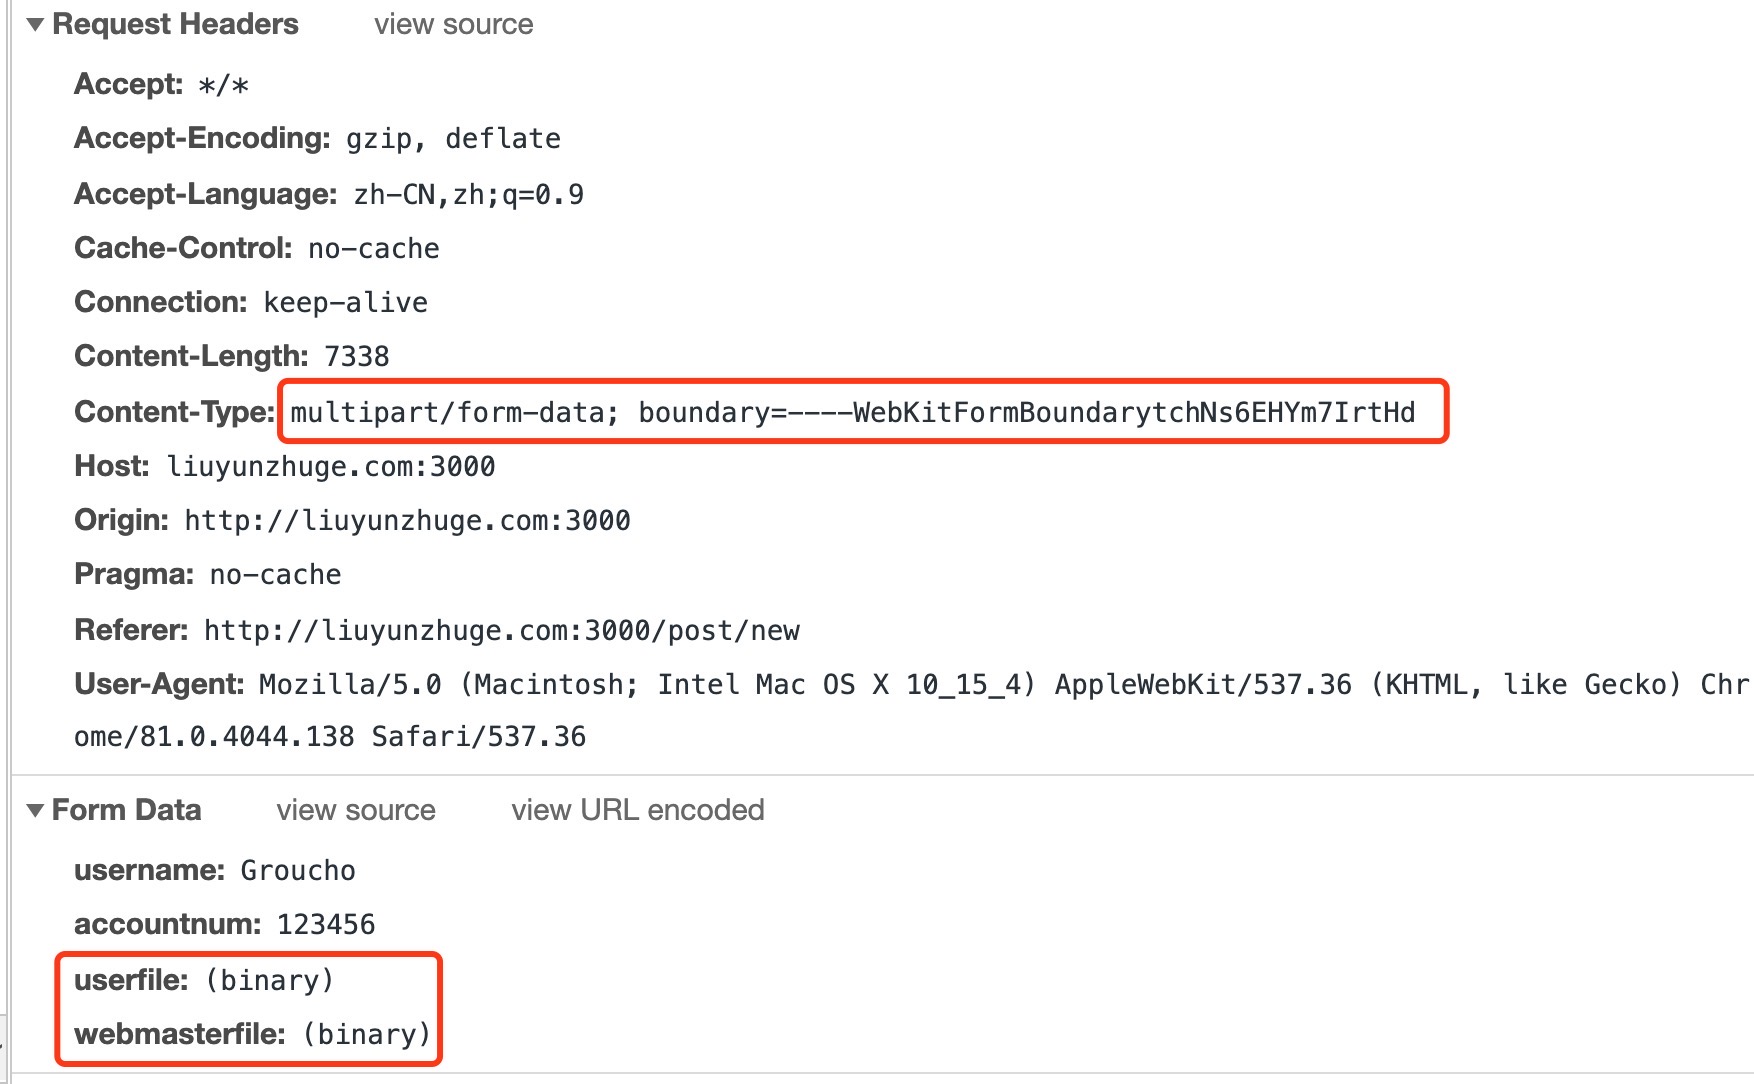 ▼ Request Headers view source
Accept: */*
Accept-Encoding: gzip, deflate
Accept-Language: zh-CN,zh;q=0.9
Cache-Control: no-cache
Connection: keep-alive
Content-Length: 7338
Content-Type: multipart/form-data; boundary=----WebKitFormBoundarytchNs6EHYm7IrtHd
Host: liuyunzhuge.com:3000
Origin: http://liuyunzhuge.com:3000
Pragma: no-cache
Referer: http://liuyunzhuge.com:3000/post/new
User-Agent: Mozilla/5.0 (Macintosh; Intel Mac OS X 10_15_4) AppleWebKit/537.36 (KHTML, like Gecko) Chr
ome/81.0.4044.138 Safari/537.36
▼ Form Data view source view URL encoded
username: Groucho
accountnum: 123456
userfile: (binary)
webmasterfile: (binary)